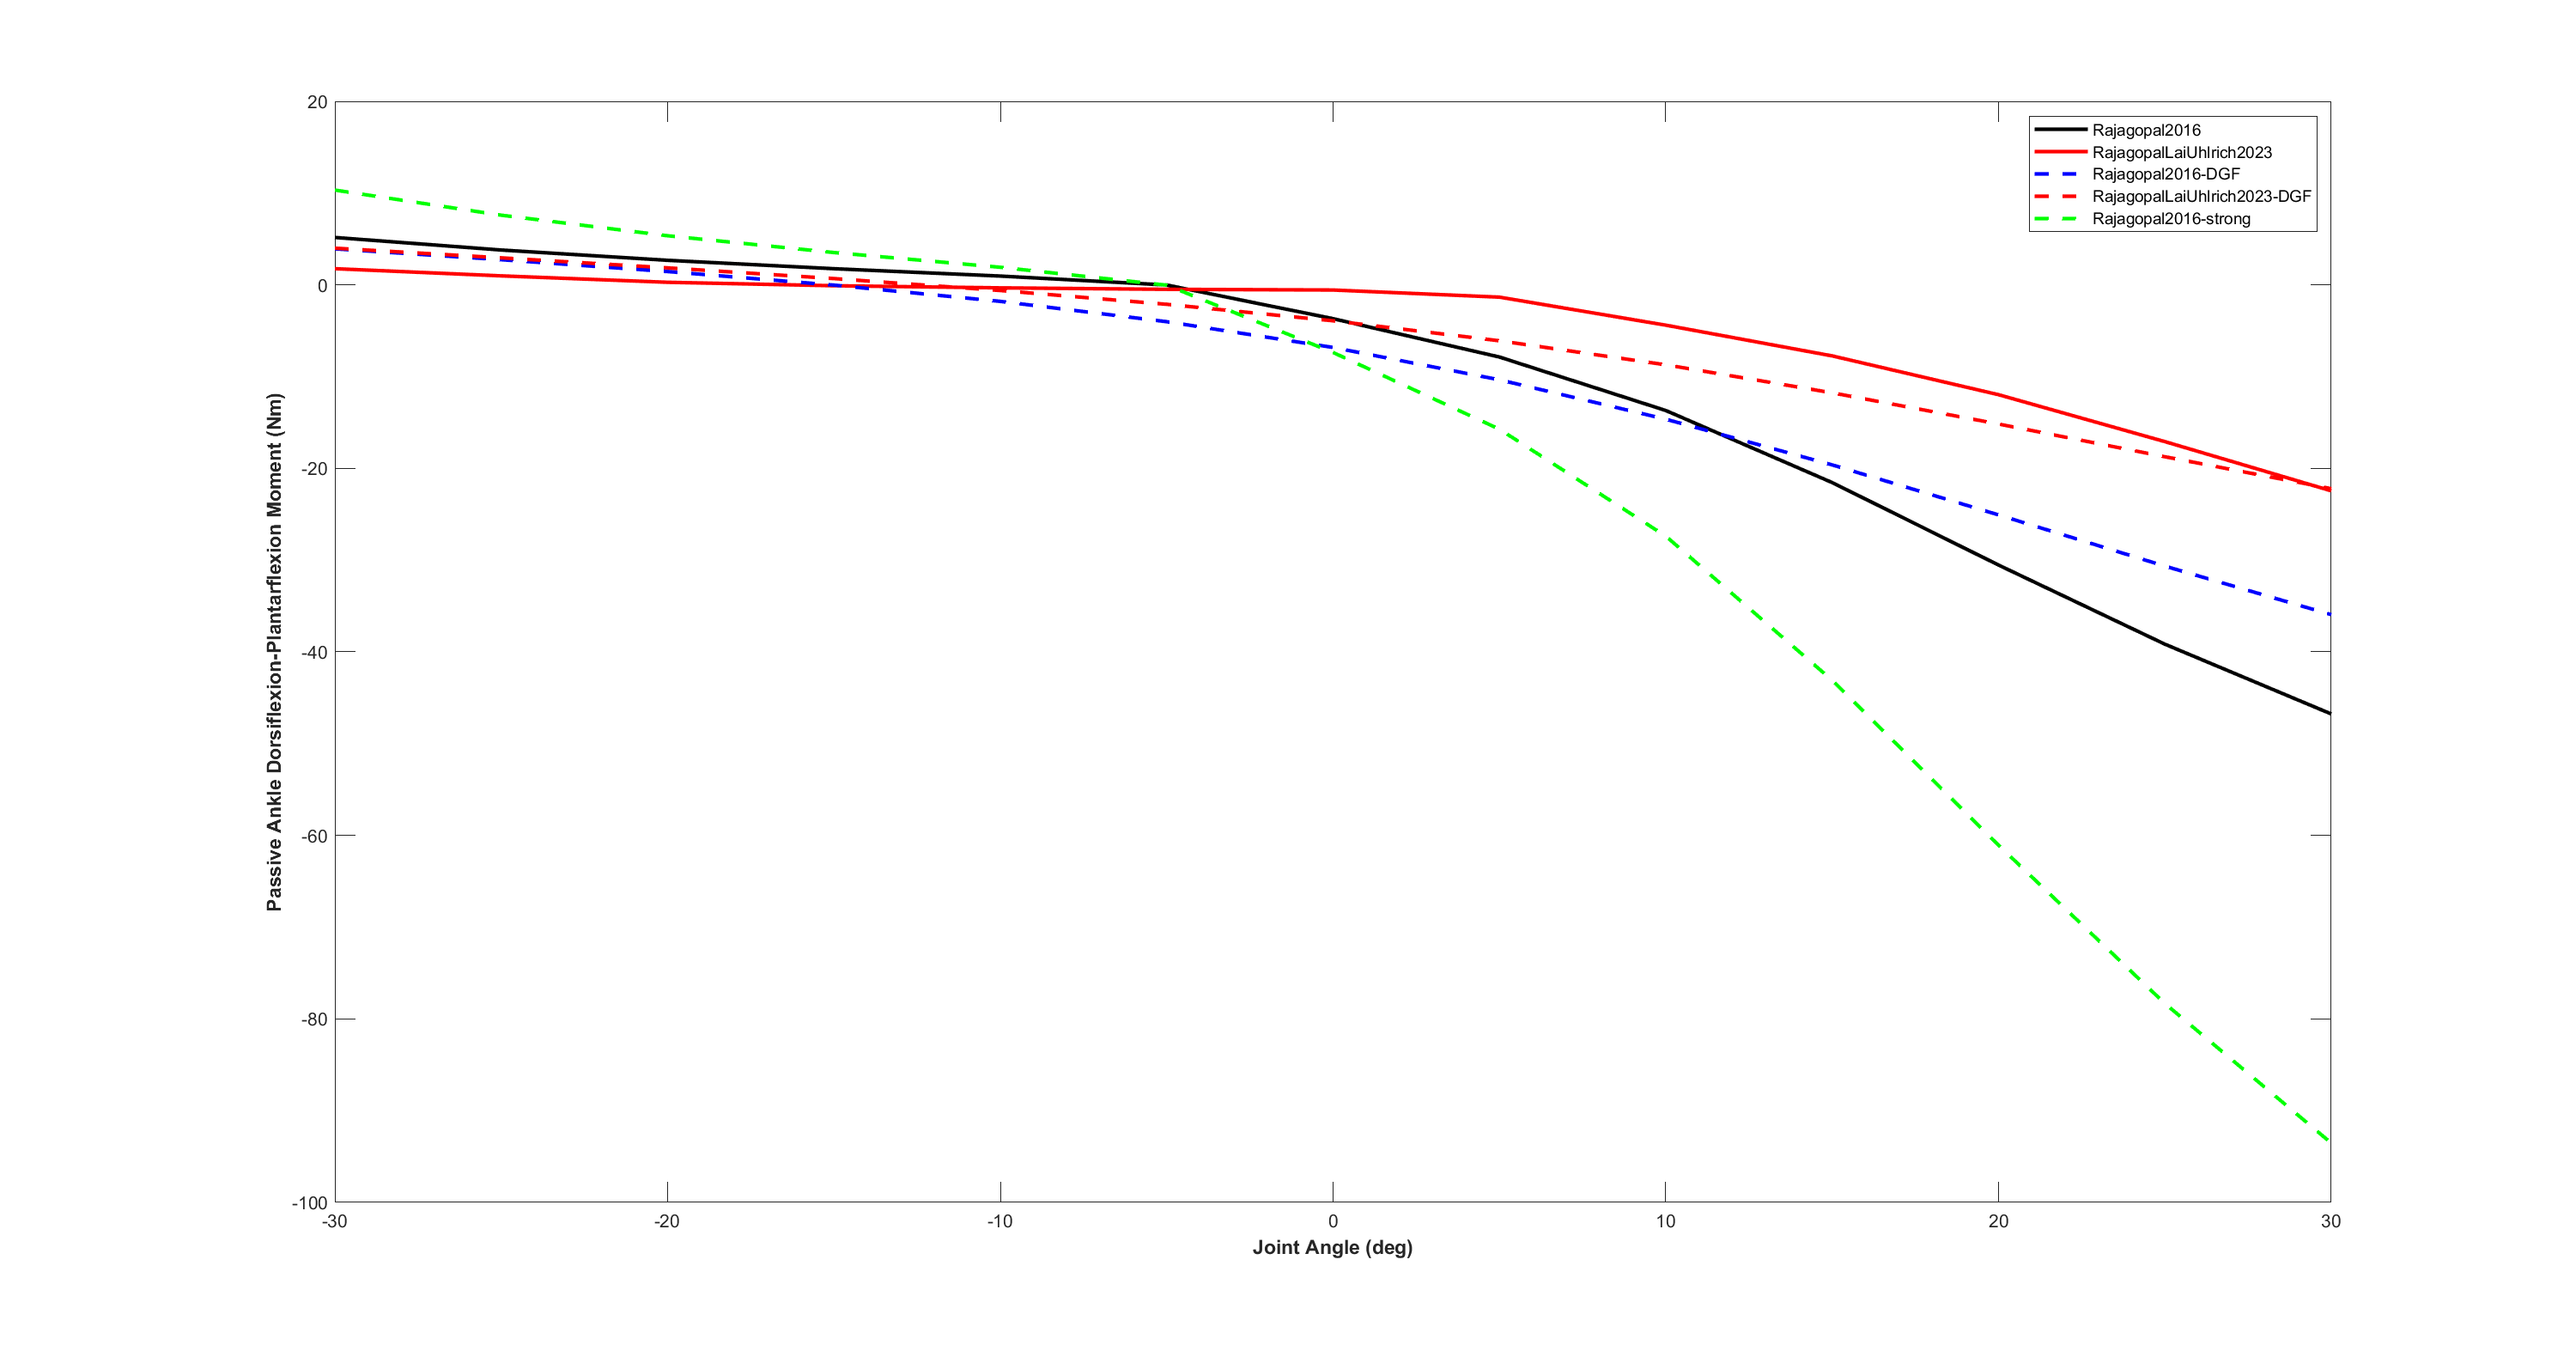 20
0
-20
-40
-60
-80
-100
-30
-20
-10
0
10
20
30
Passive Ankle Dorsiflexion-Plantarflexion Moment (Nm)
Joint Angle (deg)
Rajagopal2016
RajagopalLaiUhlrich2023
Rajagopal2016-DGF
RajagopalLaiUhlrich2023-DGF
Rajagopal2016-strong